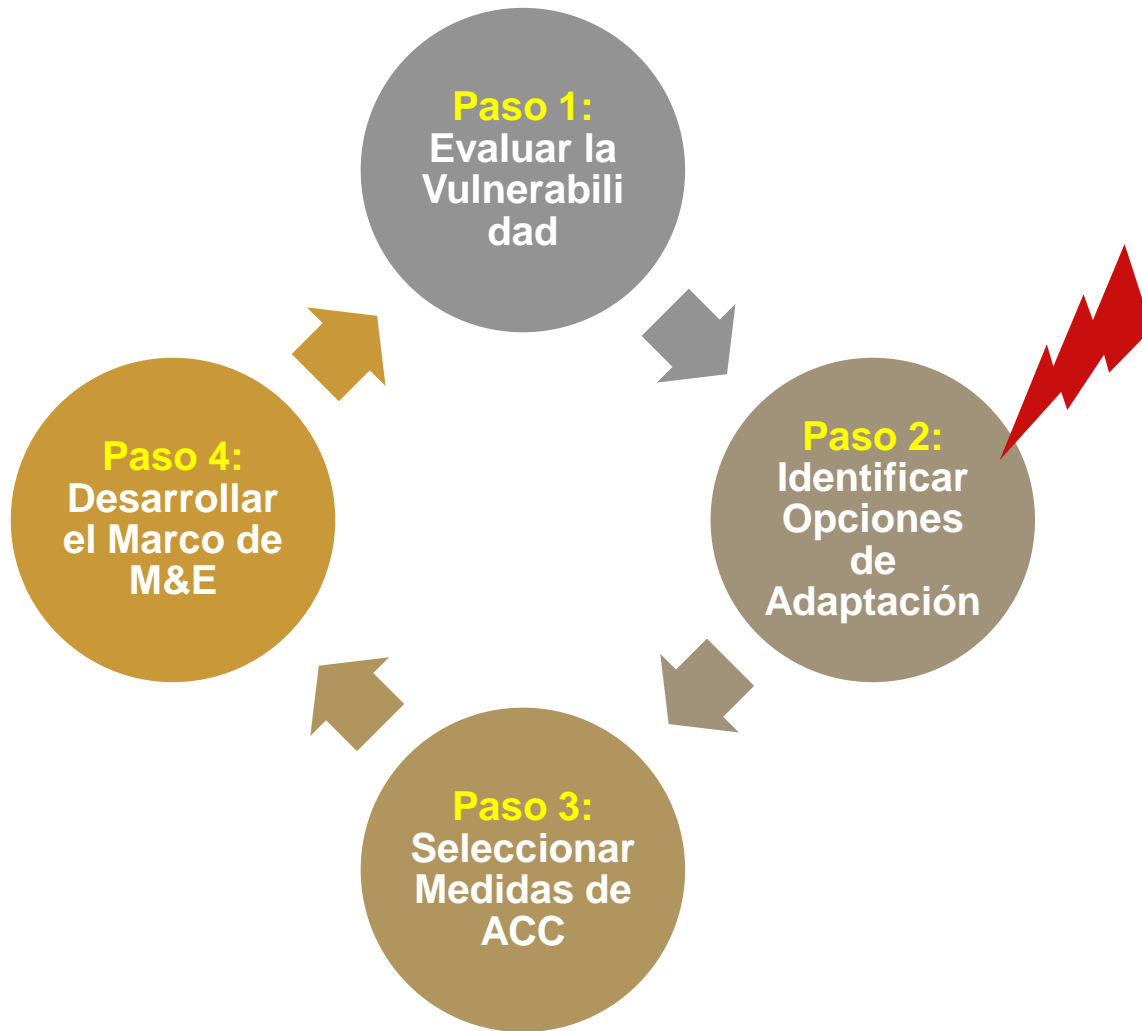 Paso 1:
Evaluar la
Vulnerabili
dad
Paso 2:
Identificar
Opciones
de
Adaptación
Paso 3:
Seleccionar
Medidas de
ACC
Paso 4:
Desarrollar
el Marco de
M&E